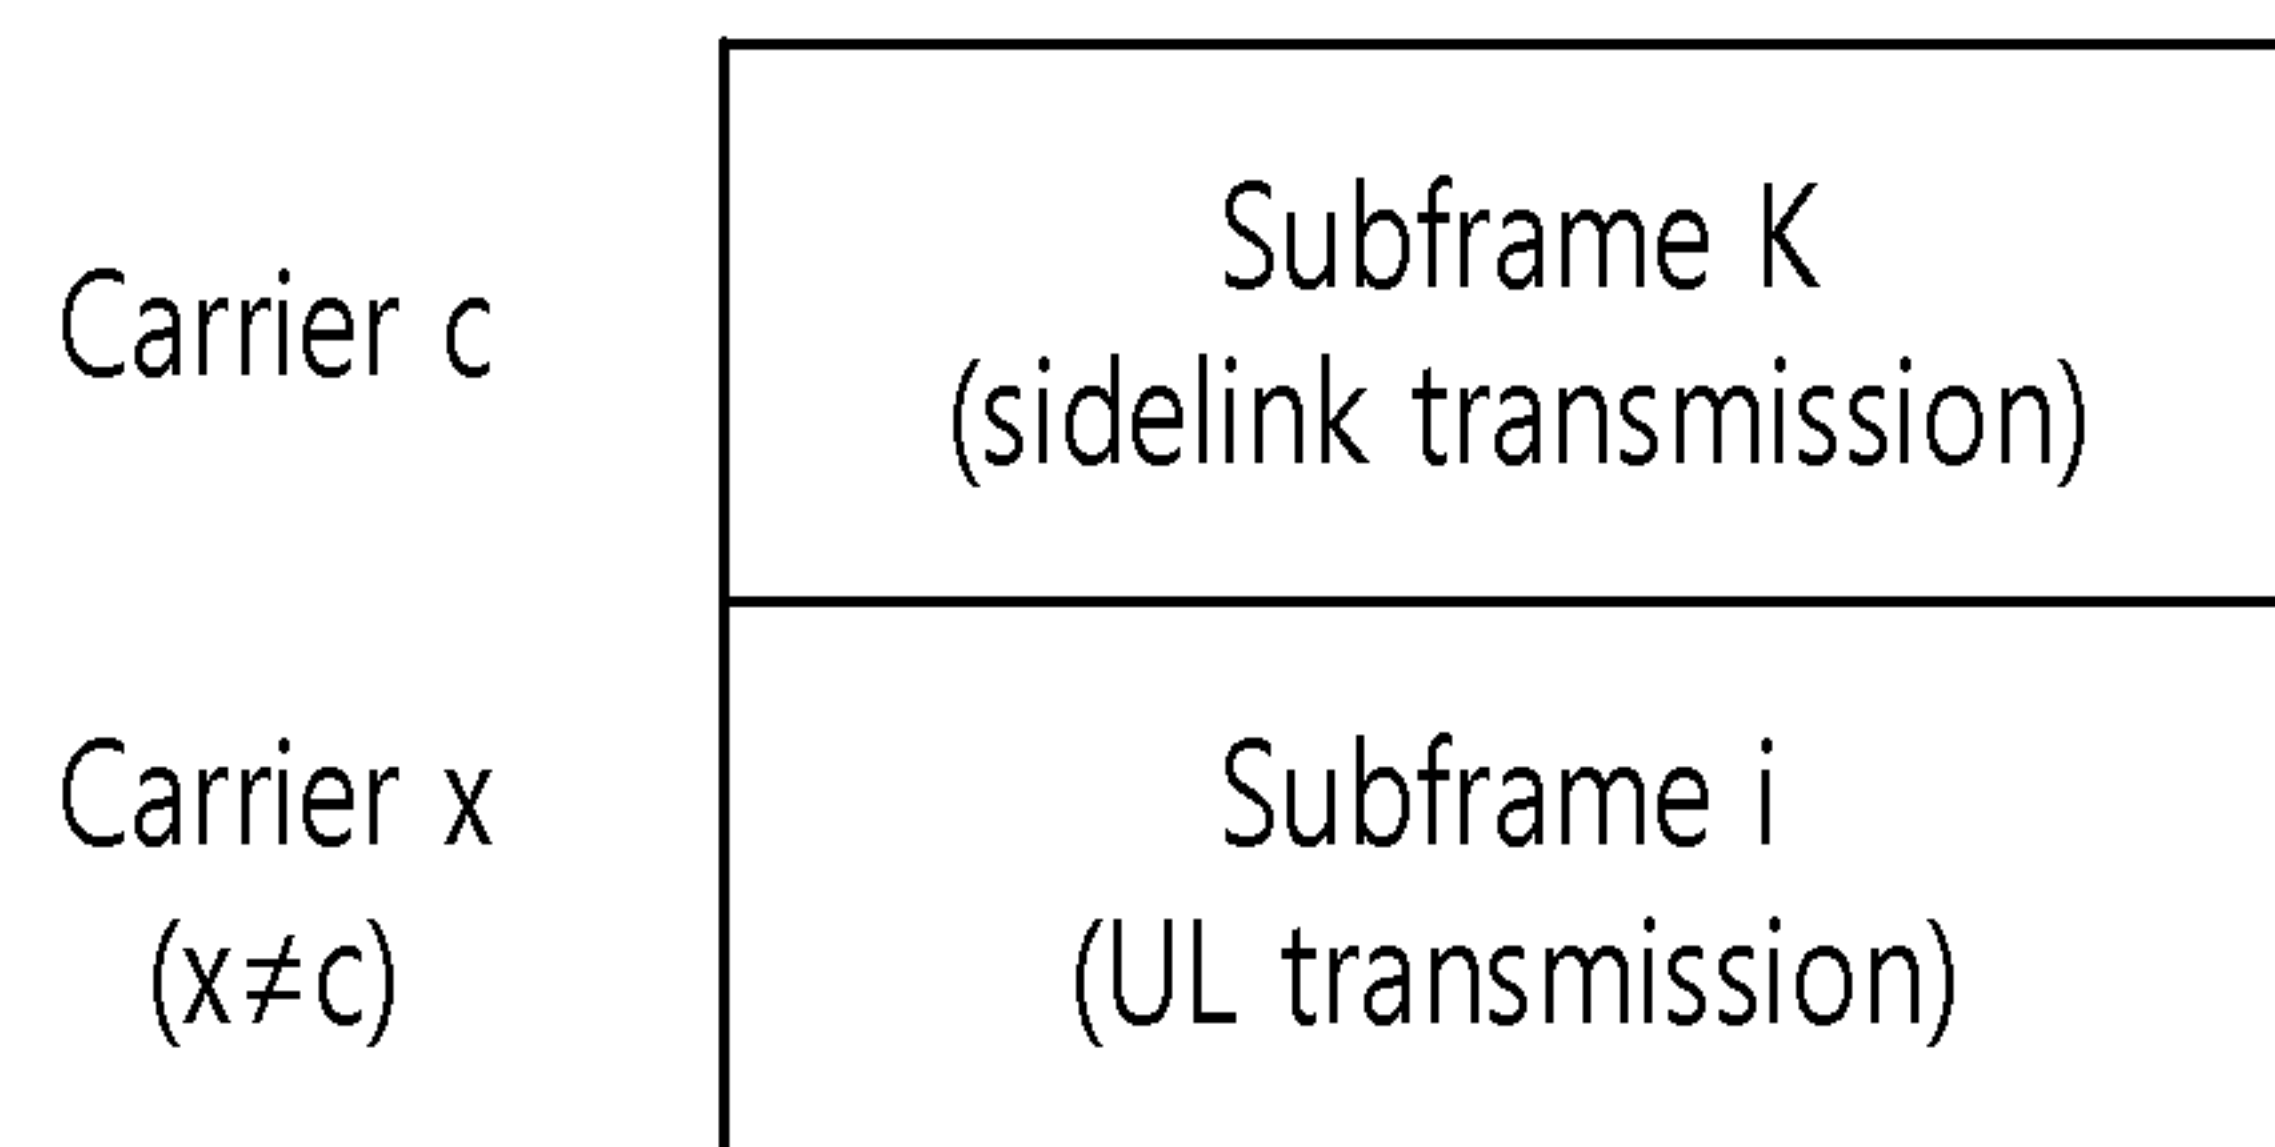 Carrier c
Subframe K
(sidelink transmission)
Carrier x
(x≠c)
Subframe i
(UL transmission)